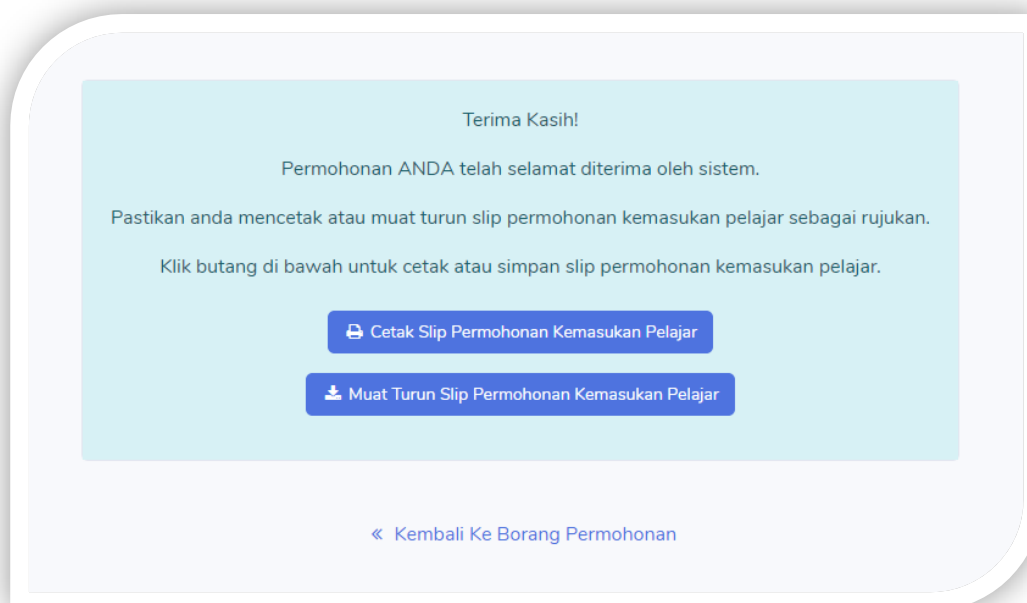 Terima Kasih!
Permohonan ANDA telah selamat diterima oleh sistem.
Pastikan anda mencetak atau muat turun slip permohonan kemasukan pelajar sebagai rujukan.
Klik butang di bawah untuk cetak atau simpan slip permohonan kemasukan pelajar.
Cetak Slip Permohonan Kemasukan Pelajar
Muat Turun Slip Permohonan Kemasukan Pelajar
« Kembali Ke Borang Permohonan